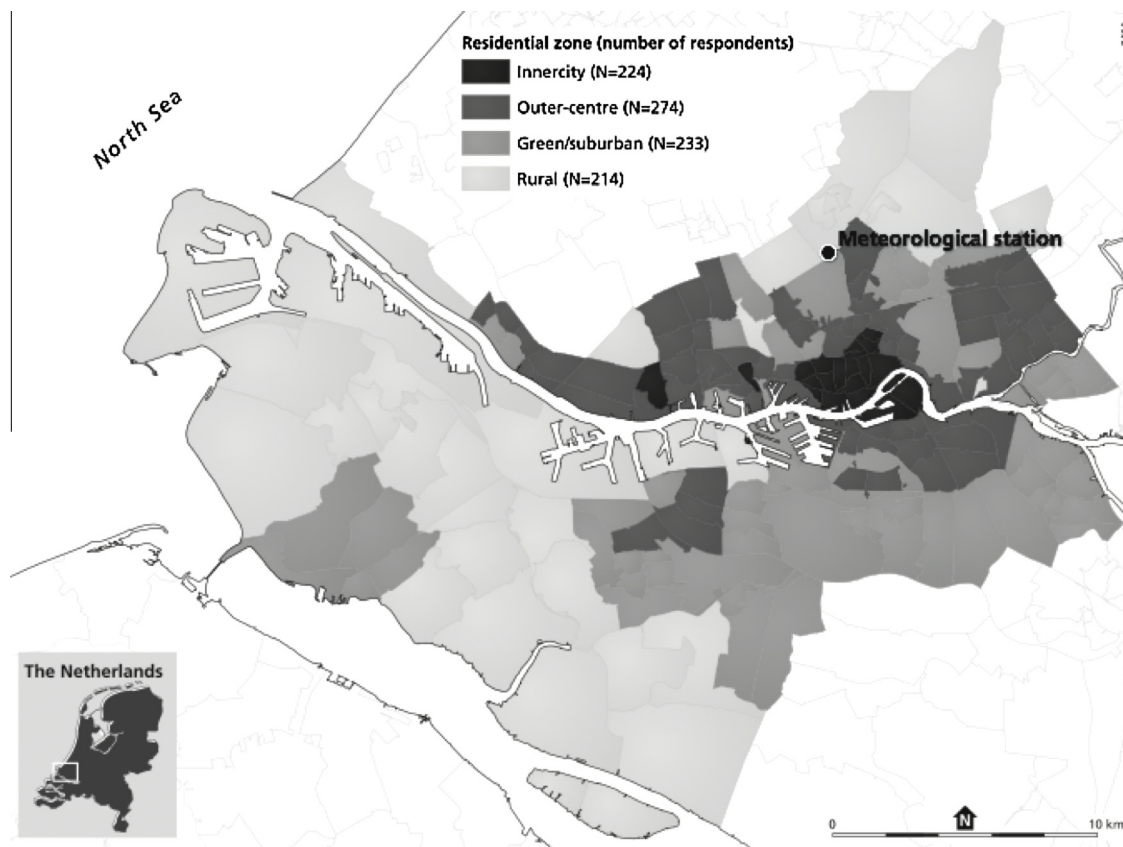 Residential zone (number of respondents)
Innercity (N=224)
Outer-centre (N=274)
Green/suburban (N=233)
Rural (N=214)
North Sea
Meteorological station
The Netherlands
N
0
10 km